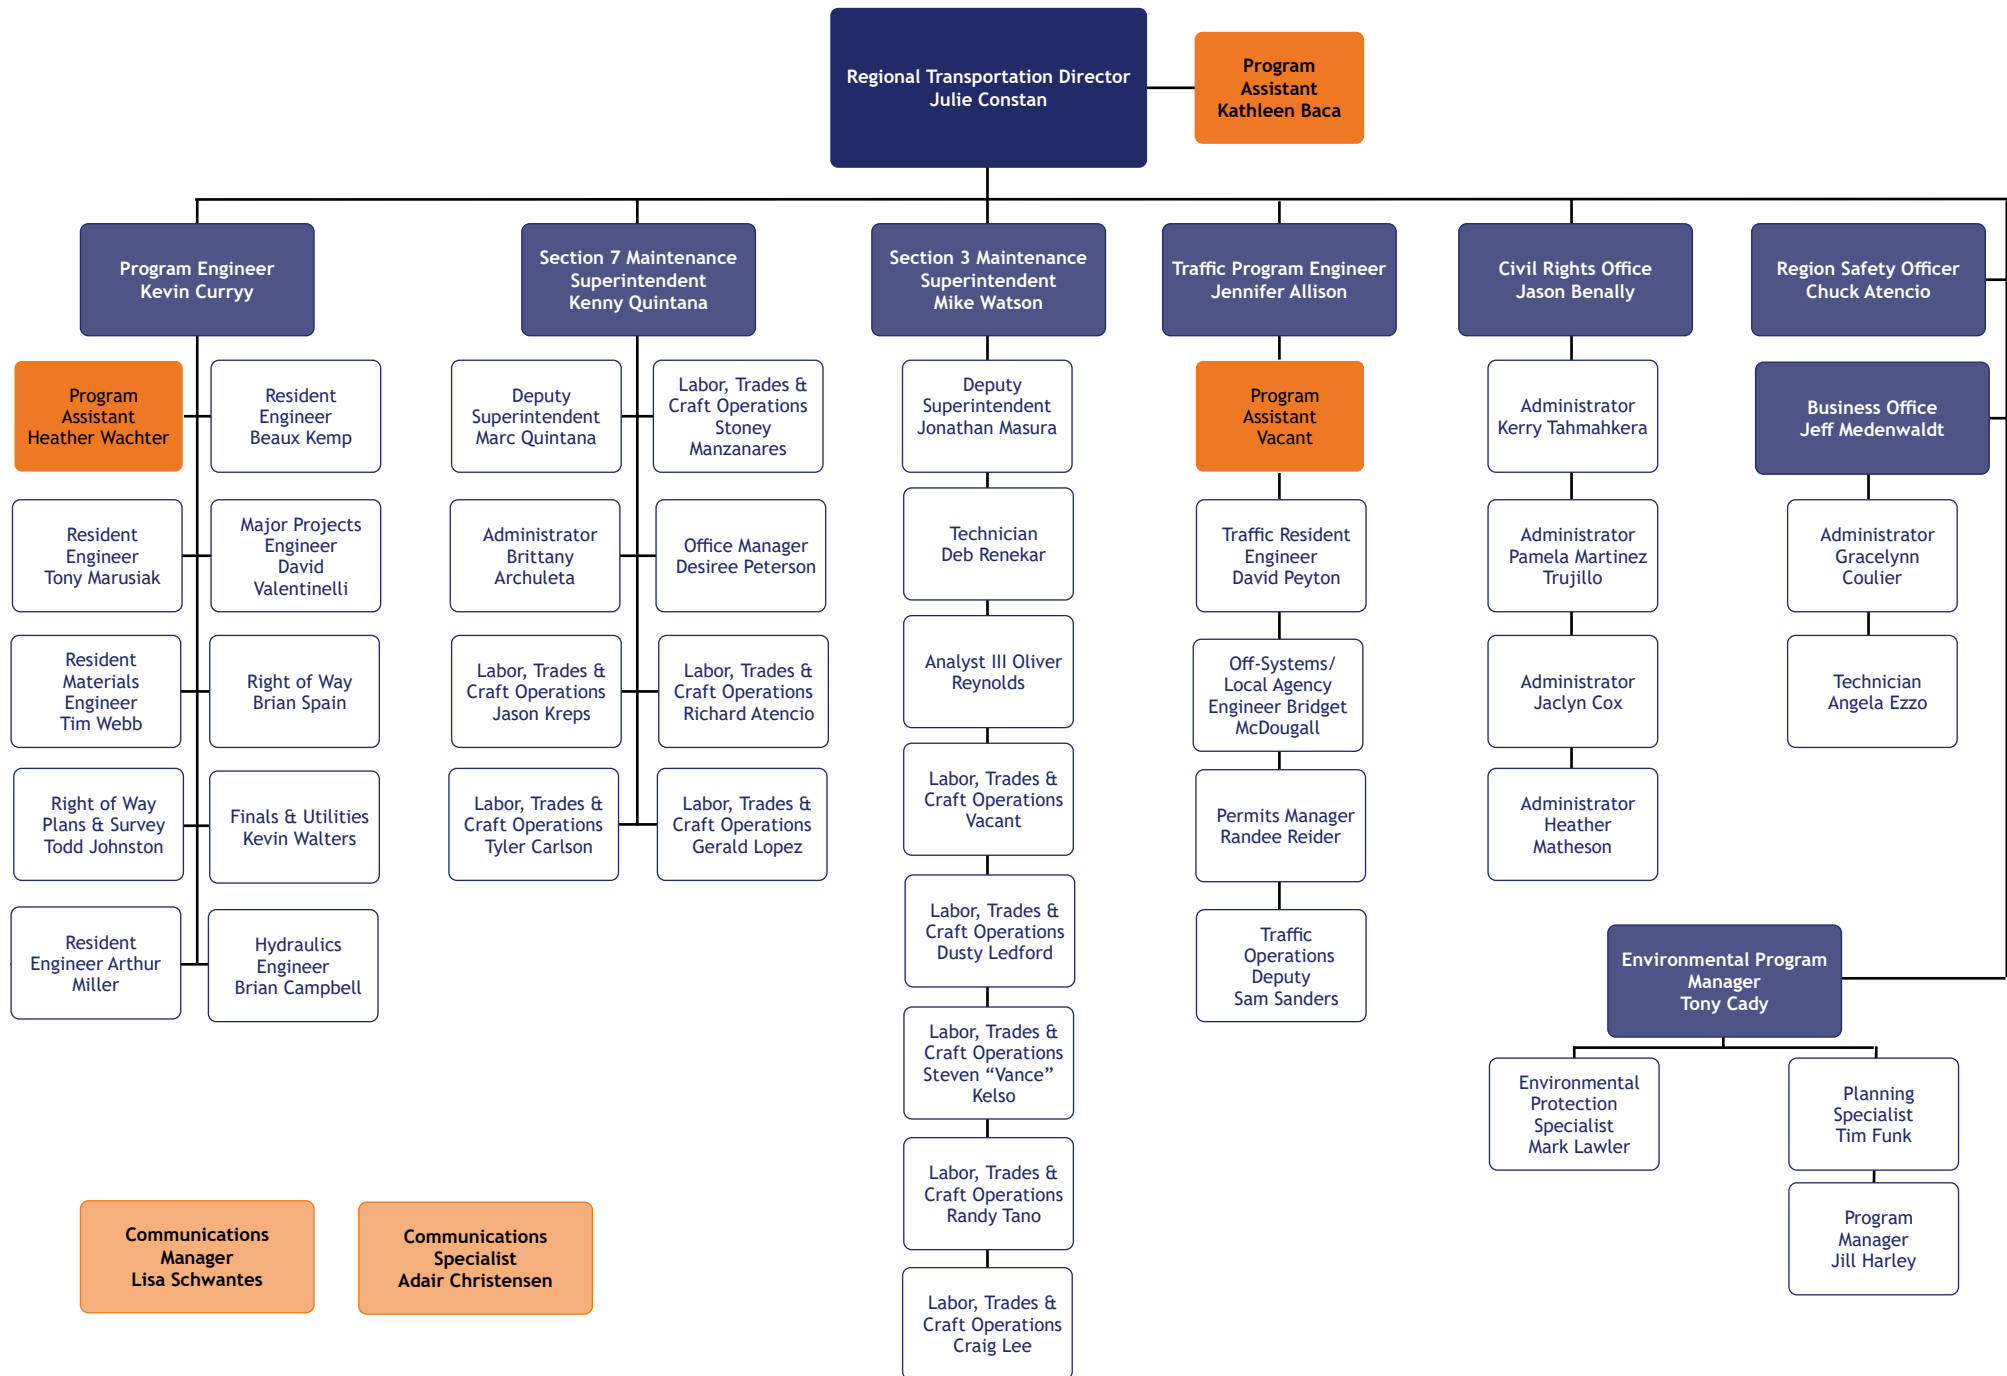 Regional Transportation Director
Julie Constan
Program
Assistant
Kathleen Baca
Program Engineer
Kevin Curryy
Section 7 Maintenance
Superintendent
Kenny Quintana
Section 3 Maintenance
Superintendent
Mike Watson
Traffic Program Engineer
Jennifer Allison
Civil Rights Office
Jason Benally
Region Safety Officer
Chuck Atencio
Program
Assistant
Heather Wachter
Resident
Engineer
Beaux Kemp
Resident
Engineer
Tony Marusiak
Major Projects
Engineer
David
Valentinelli
Resident
Materials
Engineer
Tim Webb
Right of Way
Brian Spain
Right of Way
Plans & Survey
Todd Johnston
Finals & Utilities
Kevin Walters
Resident
Engineer Arthur
Miller
Hydraulics
Engineer
Brian Campbell
Deputy
Superintendent
Marc Quintana
Labor, Trades &
Craft Operations
Stoney
Manzanares
Administrator
Brittany
Archuleta
Office Manager
Desiree Peterson
Labor, Trades &
Craft Operations
Jason Kreps
Labor, Trades &
Craft Operations
Richard Atencio
Labor, Trades &
Craft Operations
Tyler Carlson
Labor, Trades &
Craft Operations
Gerald Lopez
Deputy
Superintendent
Jonathan Masura
Technician
Deb Renekar
Analyst III Oliver
Reynolds
Labor, Trades &
Craft Operations
Vacant
Labor, Trades &
Craft Operations
Dusty Ledford
Labor, Trades &
Craft Operations
Steven “Vance”
Kelso
Labor, Trades &
Craft Operations
Randy Tano
Labor, Trades &
Craft Operations
Craig Lee
Program
Assistant
Vacant
Traffic Resident
Engineer
David Peyton
Off-Systems/
Local Agency
Engineer Bridget
McDougall
Permits Manager
Randee Reider
Traffic
Operations
Deputy
Sam Sanders
Administrator
Kerry Tahmahkera
Administrator
Pamela Martinez
Trujillo
Administrator
Jaclyn Cox
Administrator
Heather
Matheson
Business Office
Jeff Medenwaldt
Administrator
Gracelynn
Coulier
Technician
Angela Ezzo
Environmental Program
Manager
Tony Cady
Environmental
Protection
Specialist
Mark Lawler
Planning
Specialist
Tim Funk
Program
Manager
Jill Harley
Communications
Manager
Lisa Schwantes
Communications
Specialist
Adair Christensen